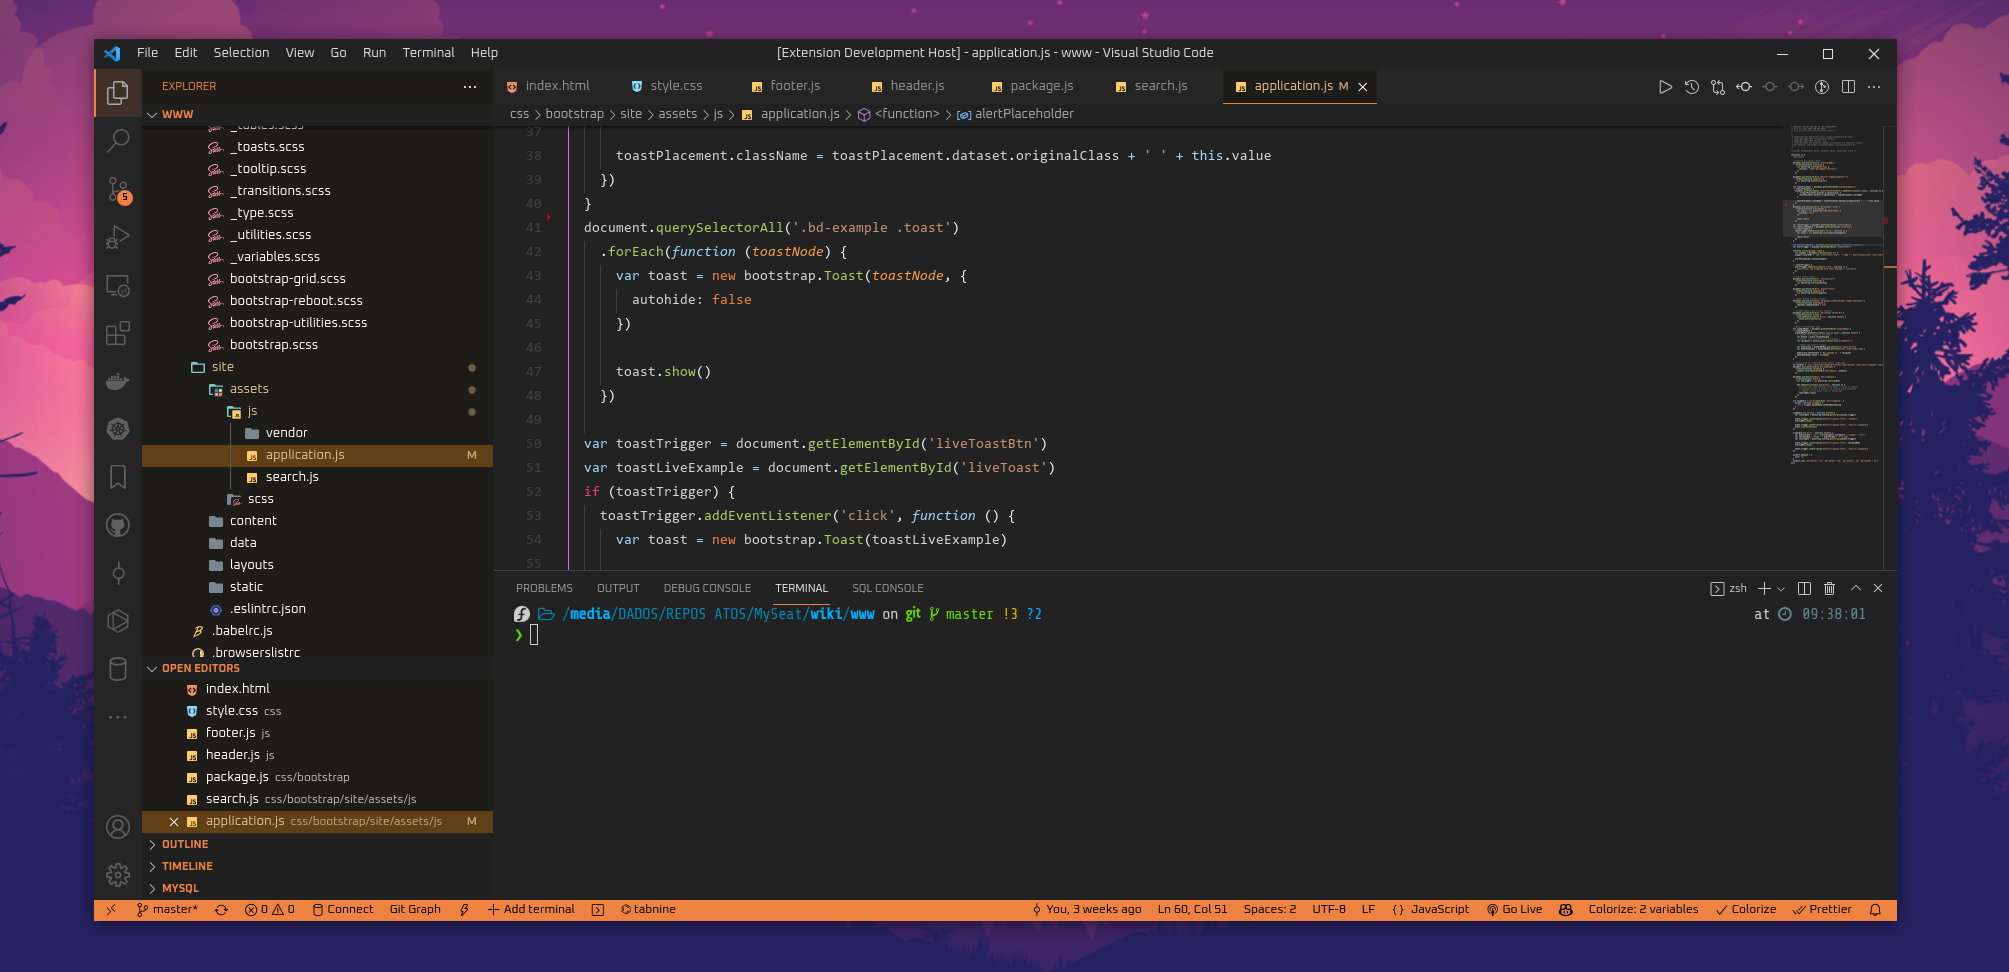 File Edit Selection View Go Run Terminal Help
[Extension Development Host] - application.js - www - Visual Studio Code
EXPLORER
WWW
_tables.scss
_toasts.scss
_tooltip.scss
_transitions.scss
_type.scss
_utilities.scss
_variables.scss
bootstrap-grid.scss
bootstrap-reboot.scss
bootstrap-utilities.scss
bootstrap.scss
site
assets
js
vendor
application.js M
search.js
scss
content
data
layouts
static
.eslintrc.json
.babelrc.js
.browserslistrc
OPEN EDITORS
index.html
style.css css
footer.js js
header.js js
package.js css/bootstrap
search.js css/bootstrap/site/assets/js
application.js css/bootstrap/site/assets/js M
OUTLINE
TIMELINE
MYSQL
5
index.html style.css footer.js header.js package.js search.js application.js M
css > bootstrap > site > assets > js > application.js > <function> > alertPlaceholder
37
38 toastPlacement.className = toastPlacement.dataset.originalClass + ' ' + this.value
39 })
40 }
41 document.querySelectorAll('.bd-example .toast')
42 .forEach(function (toastNode) {
43 var toast = new bootstrap.Toast(toastNode, {
44 autohide: false
45 })
46
47 toast.show()
48 })
49
50 var toastTrigger = document.getElementById('liveToastBtn')
51 var toastLiveExample = document.getElementById('liveToast')
52 if (toastTrigger) {
53 toastTrigger.addEventListener('click', function () {
54 var toast = new bootstrap.Toast(toastLiveExample)
55
PROBLEMS OUTPUT DEBUG CONSOLE TERMINAL SQL CONSOLE
zsh
/media/DADOS/REPOS ATOS/MySeat/wiki/www on git master !3 ?2
at 09:38:01
❯
master* 0 0 Connect Git Graph Add terminal tabnine
You, 3 weeks ago Ln 60, Col 51 Spaces: 2 UTF-8 LF {} JavaScript Go Live Colorize: 2 variables Colorize Prettier